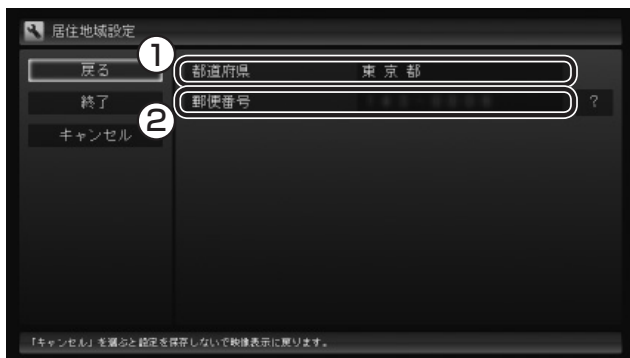 居住地域設定
①
戻る
都道府県 東京都
終了
郵便番号 ?
②
キャンセル
「キャンセル」を選ぶと設定を保存しないで映像表示に戻ります。